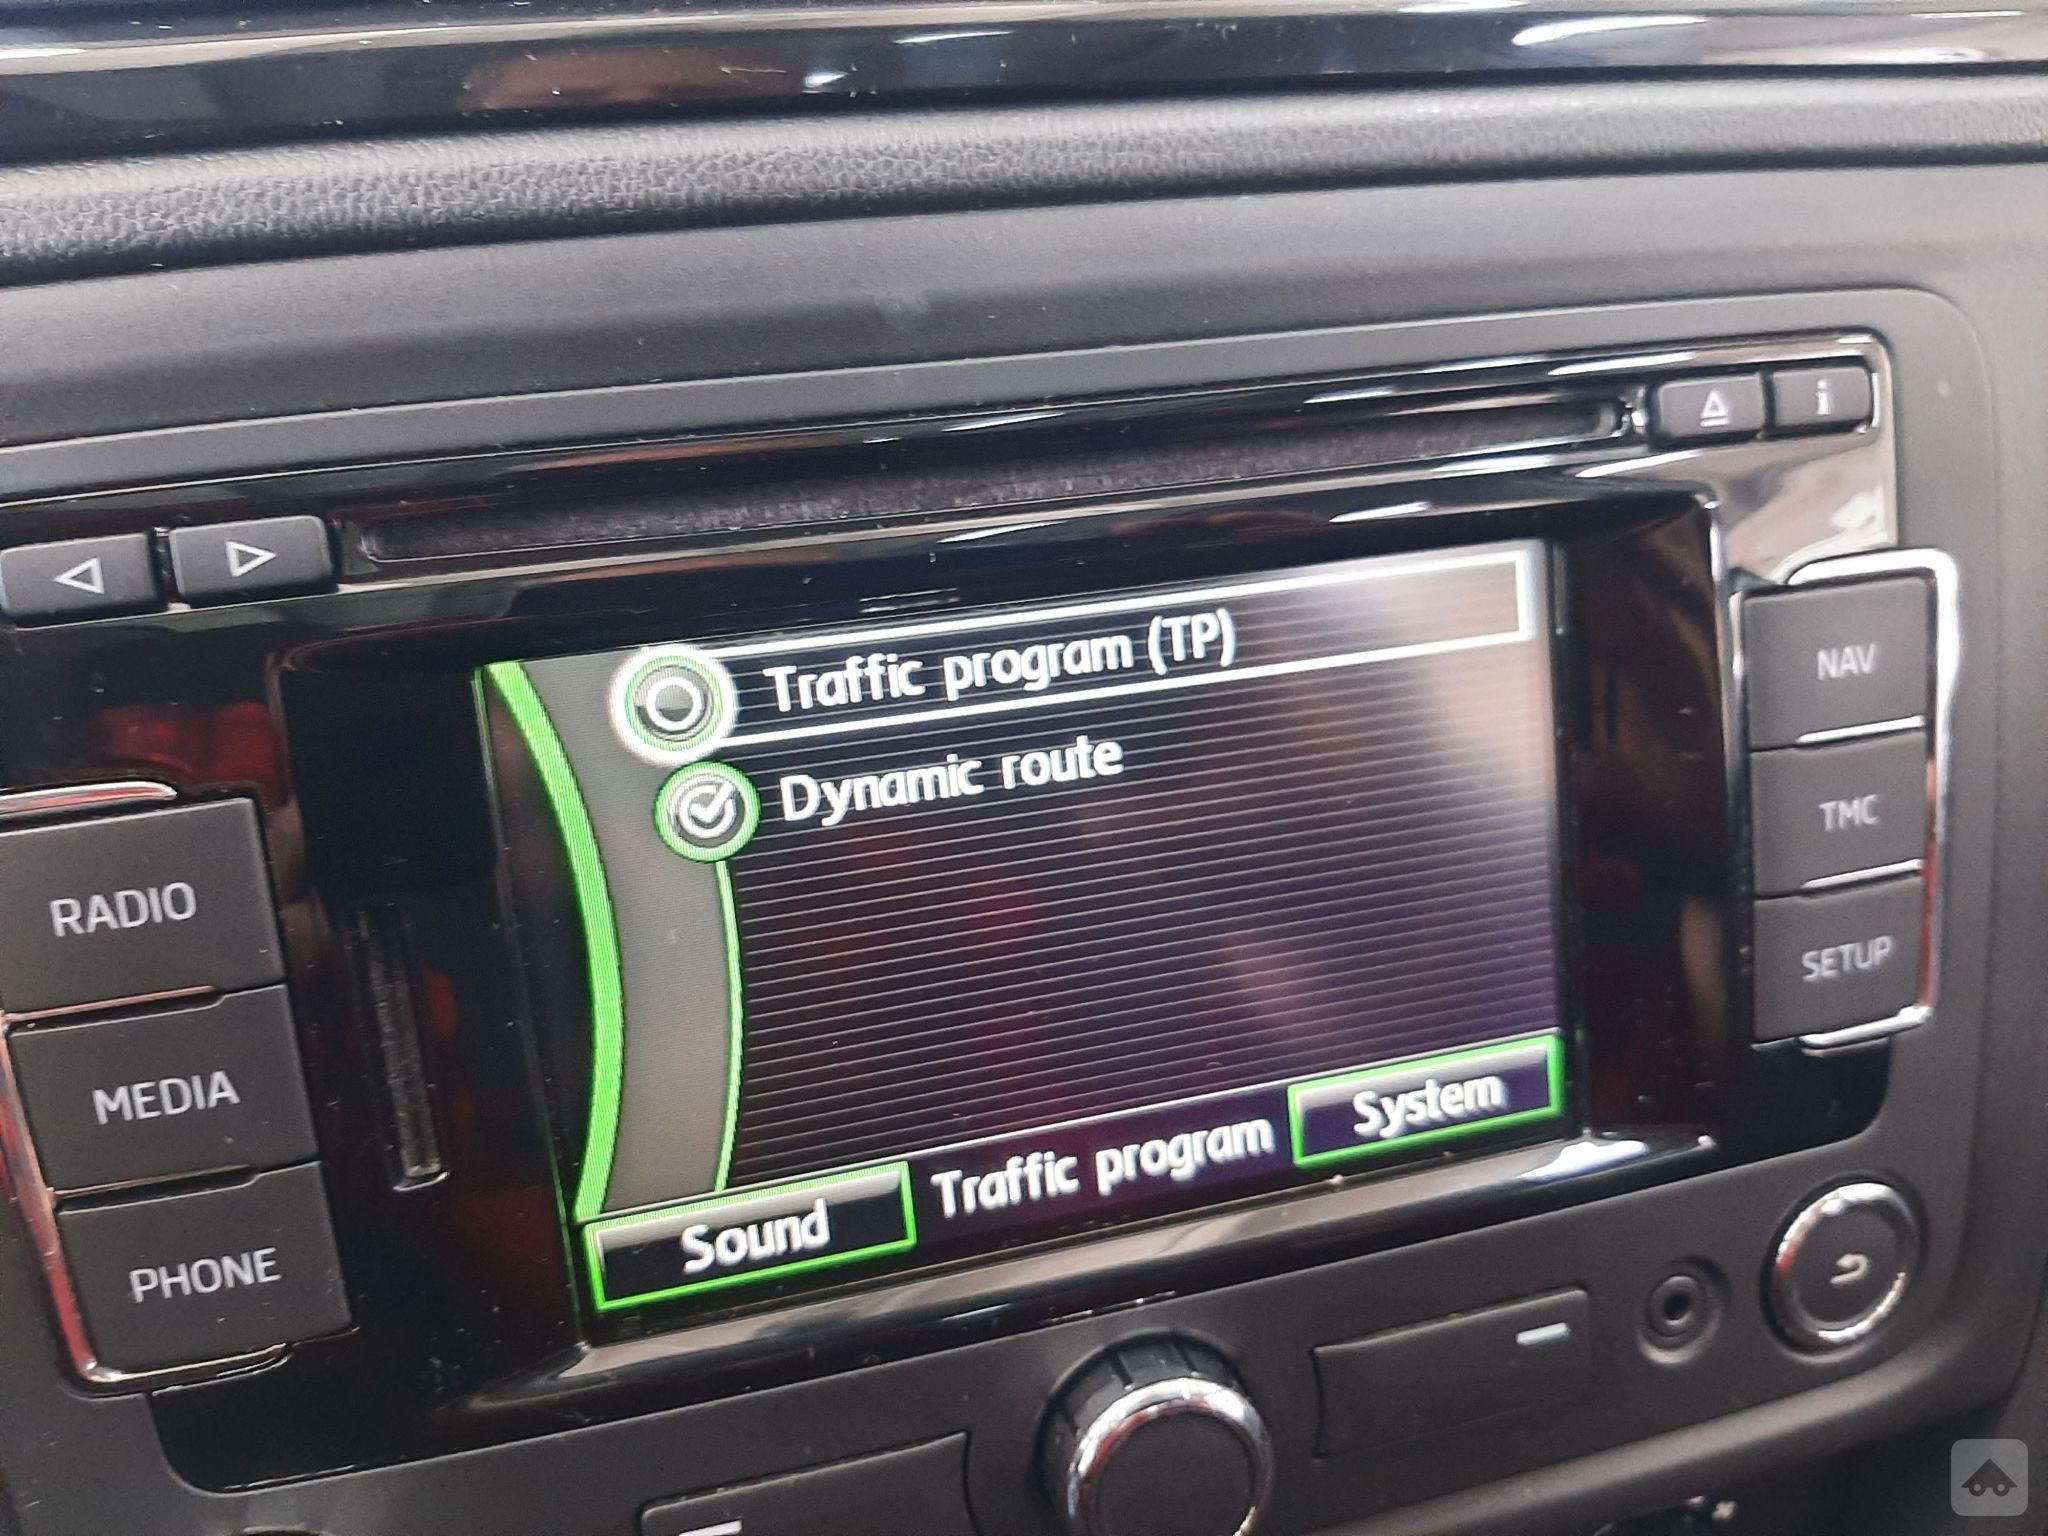 Traffic program (TP)
Dynamic route
Sound
Traffic program
System
RADIO
MEDIA
PHONE
NAV
TMC
SETUP
i